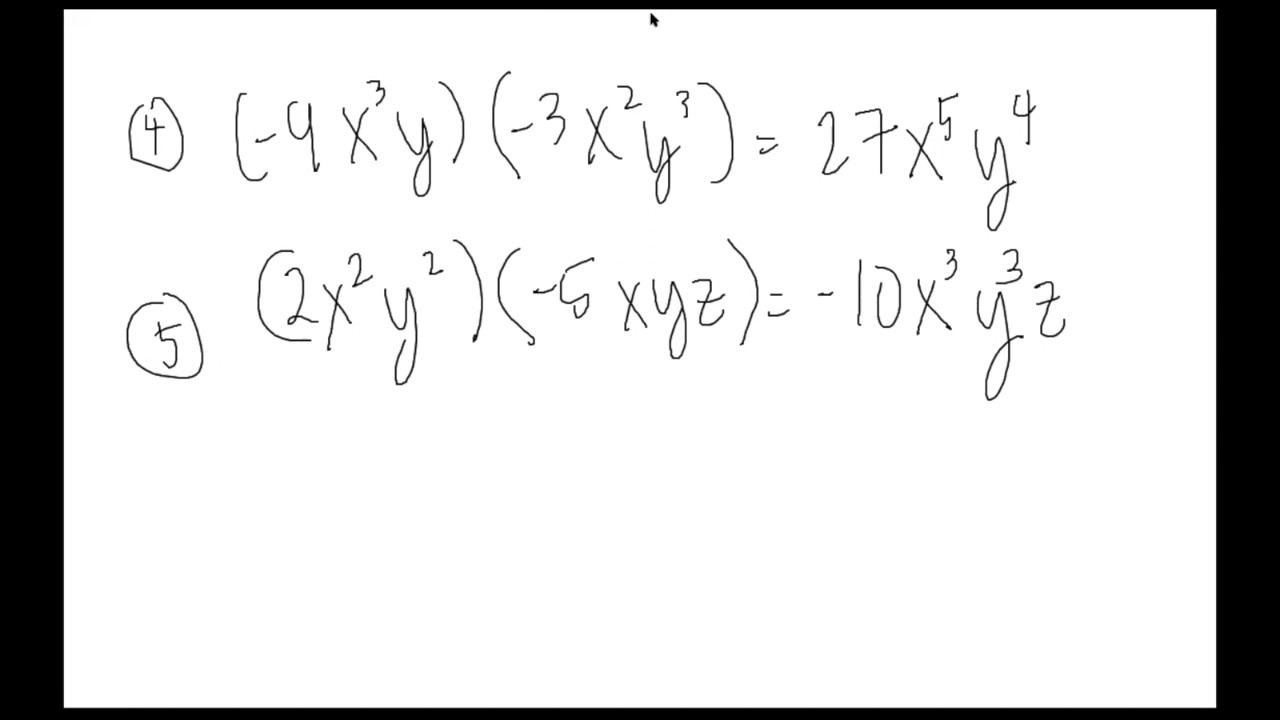 ④ (-9x³y)(-3x²y³) = 27x⁵y⁴
⑤ (2x²y²)(-5xyz) = -10x³y³z